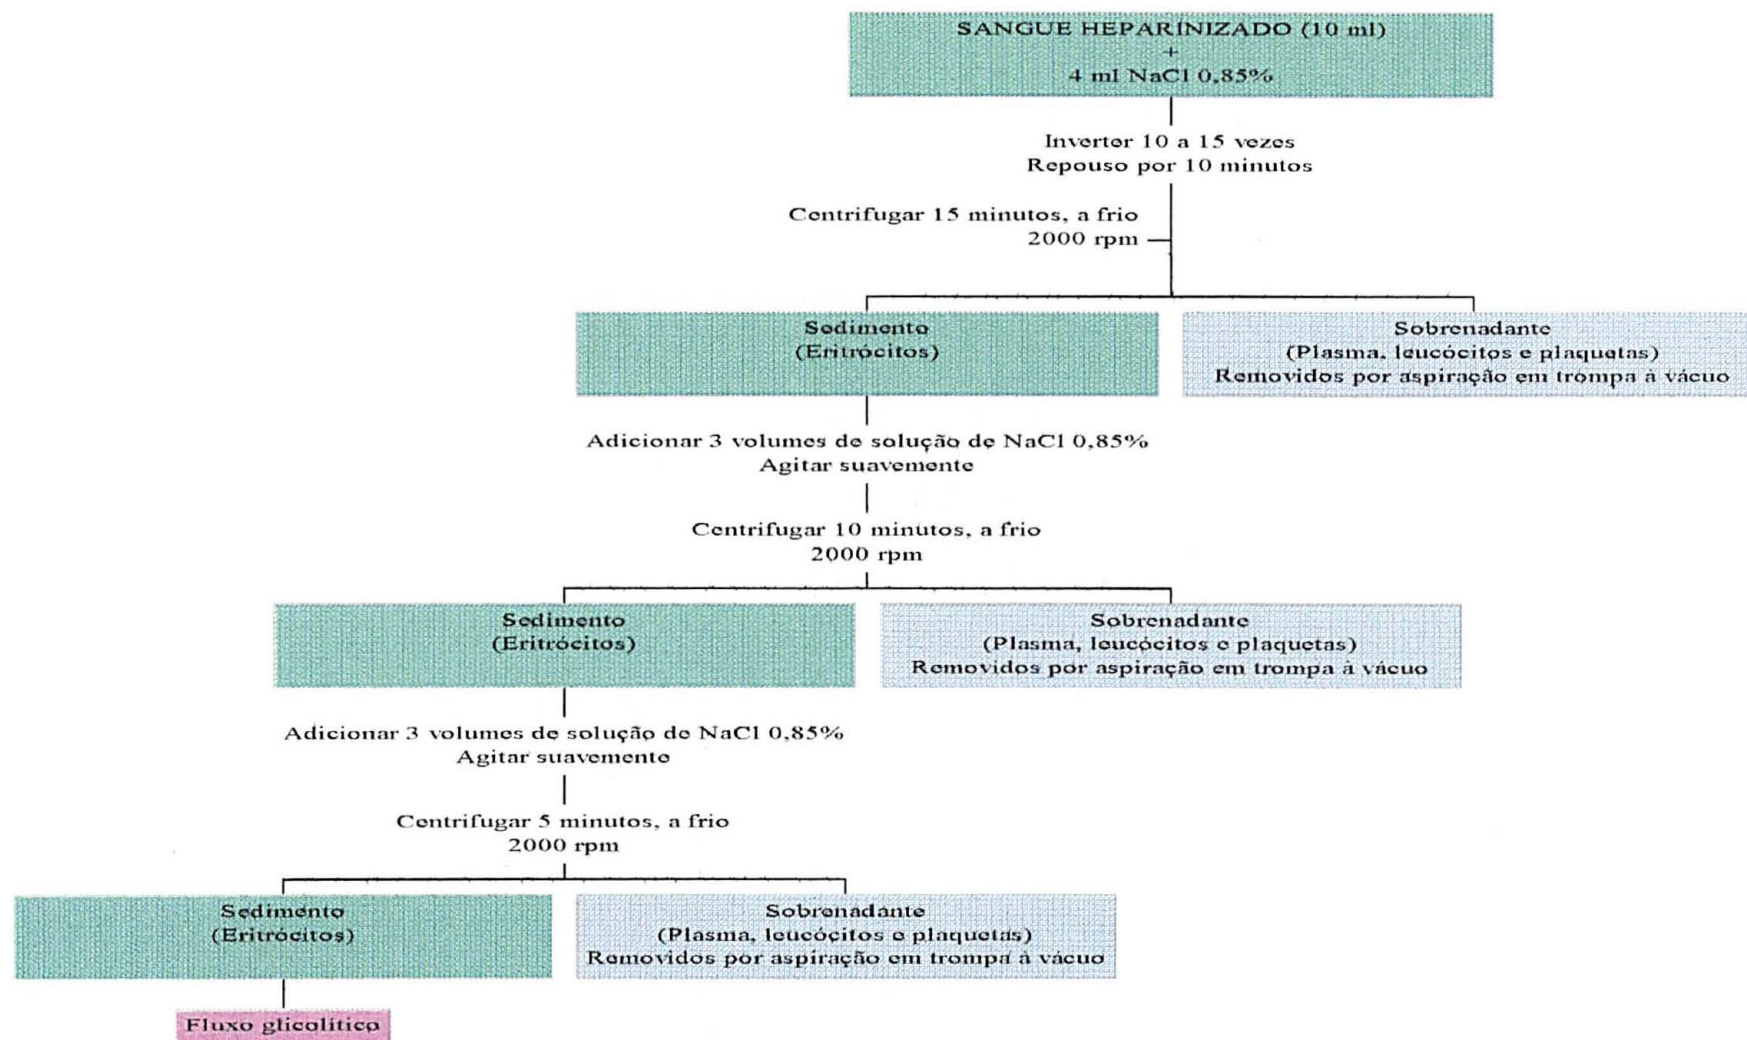 SANGUE HEPARINIZADO (10 ml)
+
4 ml NaCl 0,85%
Inverter 10 a 15 vezes
Repouso por 10 minutos
Centrifugar 15 minutos, a frio
2000 rpm
Sedimento
(Eritrócitos)
Sobrenadante
(Plasma, leucócitos e plaquetas)
Removidos por aspiração em trompa à vácuo
Adicionar 3 volumes de solução de NaCl 0,85%
Agitar suavemente
Centrifugar 10 minutos, a frio
2000 rpm
Sedimento
(Eritrócitos)
Sobrenadante
(Plasma, leucócitos e plaquetas)
Removidos por aspiração em trompa à vácuo
Adicionar 3 volumes de solução de NaCl 0,85%
Agitar suavemente
Centrifugar 5 minutos, a frio
2000 rpm
Sedimento
(Eritrócitos)
Sobrenadante
(Plasma, leucócitos e plaquetas)
Removidos por aspiração em trompa à vácuo
Fluxo glicolítico